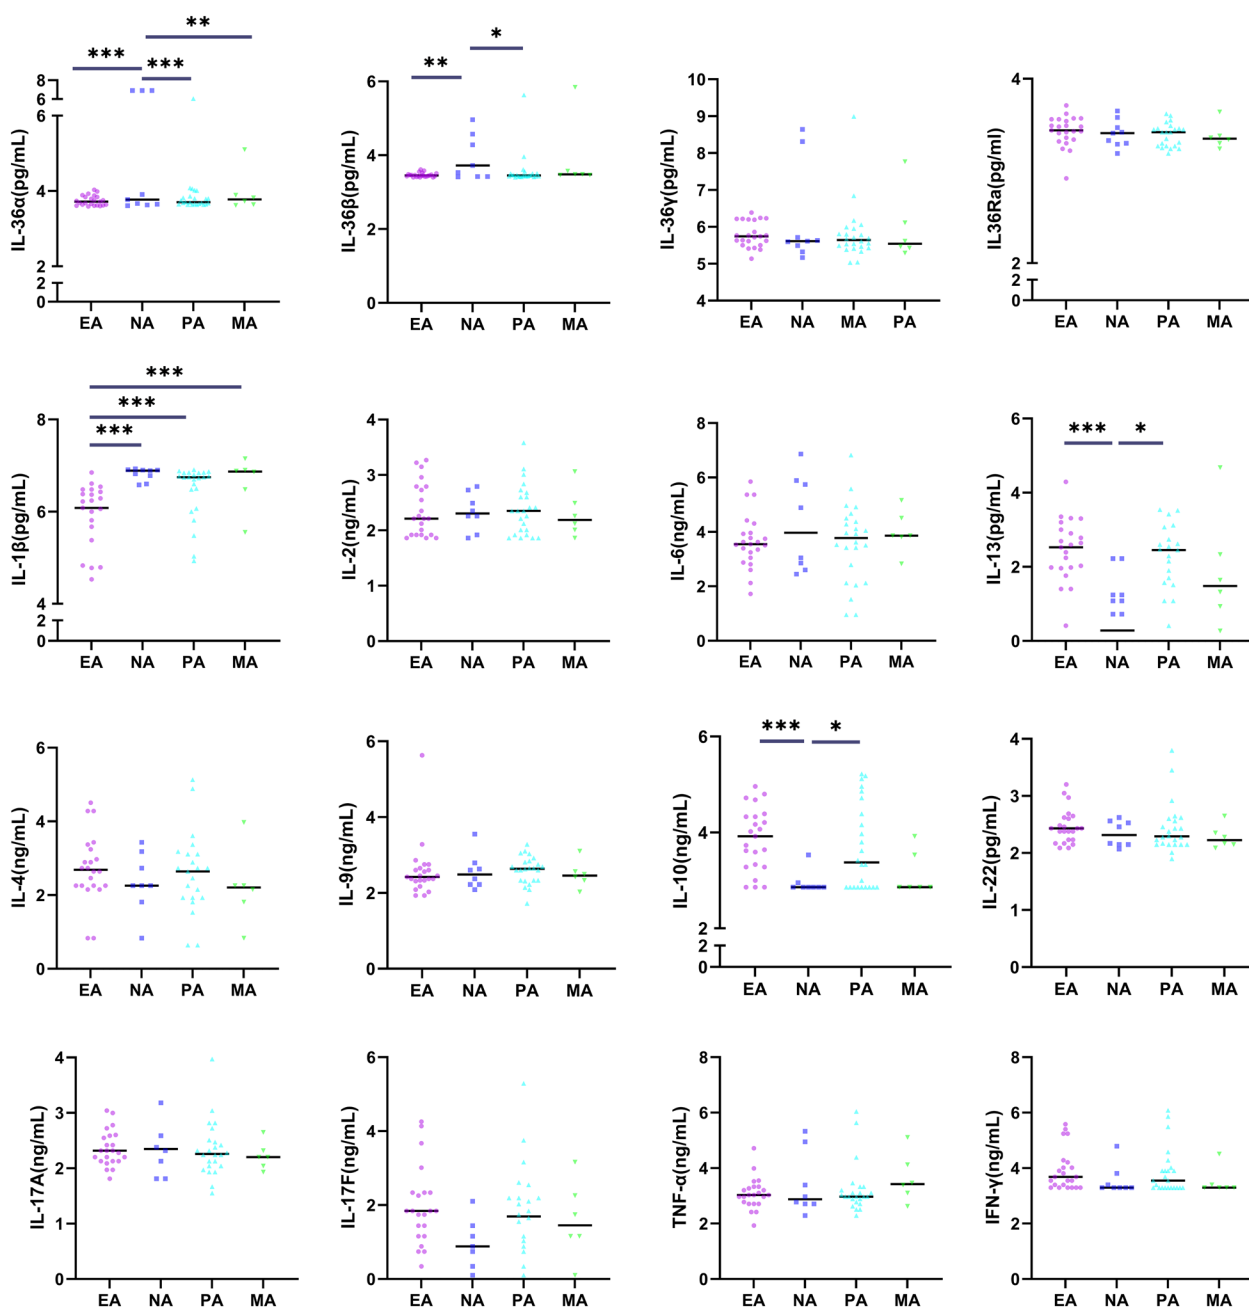 *** ** ***
8
6
6
4
2
2
0
IL-36α(pg/mL)
EA NA PA MA
** *
6
4
2
0
IL-36β(pg/mL)
EA NA PA MA
10
9
8
7
6
5
4
IL-36γ(pg/mL)
EA NA MA PA
4
2
2
0
IL36Ra(pg/ml)
EA NA PA MA
***
***
***
8
6
4
2
0
IL-1β(pg/mL)
EA NA PA MA
4
3
2
1
0
IL-2(ng/mL)
EA NA PA MA
8
6
4
2
0
IL-6(ng/mL)
EA NA PA MA
*** *
6
4
2
0
IL-13(pg/mL)
EA NA PA MA
6
4
2
0
IL-4(ng/mL)
EA NA PA MA
6
4
2
0
IL-9(ng/mL)
EA NA PA MA
*** *
6
4
2
2
0
IL-10(ng/mL)
EA NA PA MA
4
3
2
1
0
IL-22(pg/mL)
EA NA PA MA
4
3
2
1
0
IL-17A(ng/mL)
EA NA PA MA
6
4
2
0
IL-17F(ng/mL)
EA NA PA MA
8
6
4
2
0
TNF-α(ng/mL)
EA NA PA MA
8
6
4
2
0
IFN-γ(ng/mL)
EA NA PA MA